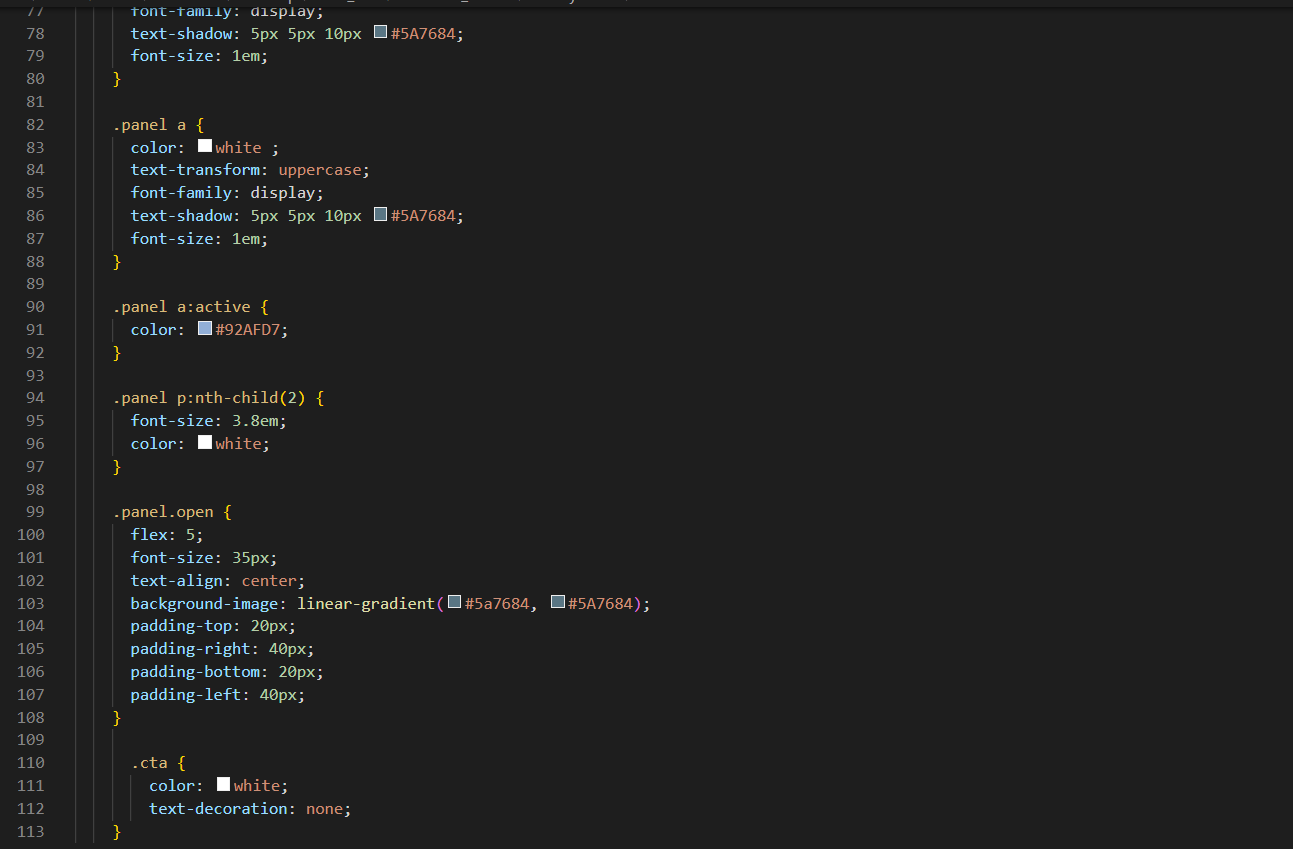 77 font-family: display;
78 text-shadow: 5px 5px 10px #5A7684;
79 font-size: 1em;
80 }
81
82 .panel a {
83 color: white ;
84 text-transform: uppercase;
85 font-family: display;
86 text-shadow: 5px 5px 10px #5A7684;
87 font-size: 1em;
88 }
89
90 .panel a:active {
91 color: #92AFD7;
92 }
93
94 .panel p:nth-child(2) {
95 font-size: 3.8em;
96 color: white;
97 }
98
99 .panel.open {
100 flex: 5;
101 font-size: 35px;
102 text-align: center;
103 background-image: linear-gradient(#5a7684, #5A7684);
104 padding-top: 20px;
105 padding-right: 40px;
106 padding-bottom: 20px;
107 padding-left: 40px;
108 }
109
110 .cta {
111 color: white;
112 text-decoration: none;
113 }